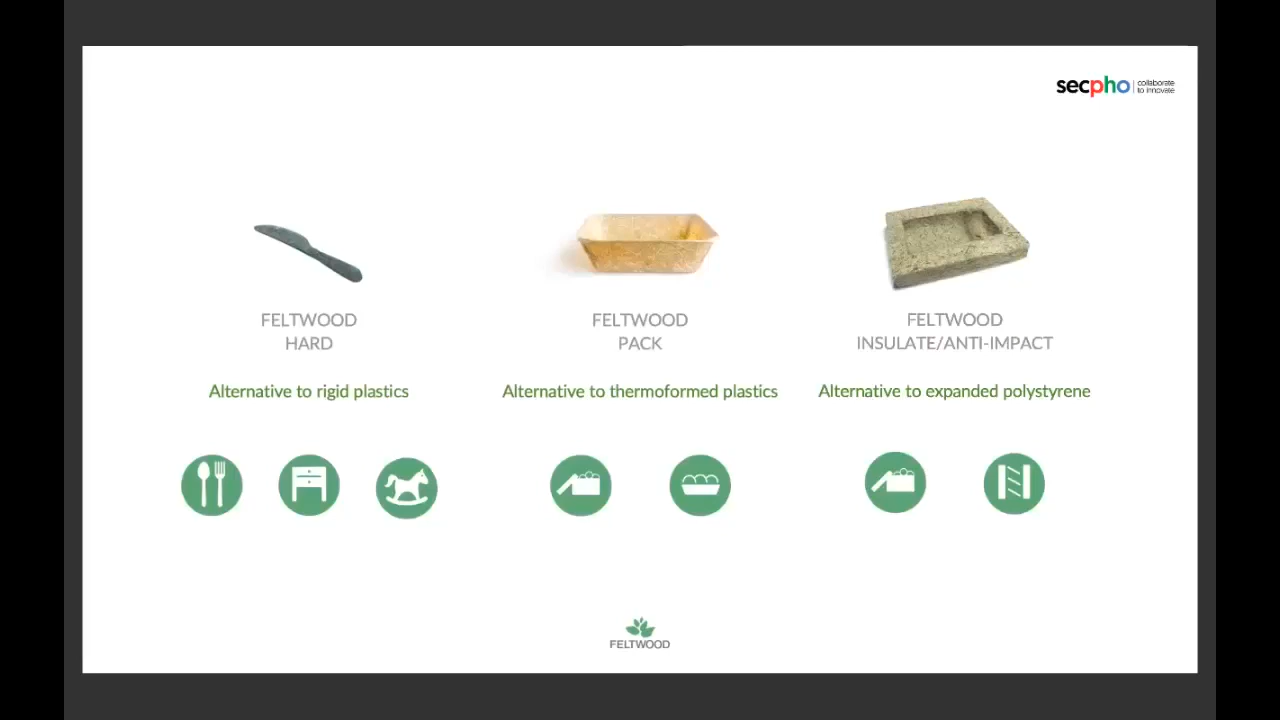 secpho
collaborate
to innovate
FELTWOOD
HARD
Alternative to rigid plastics
FELTWOOD
PACK
Alternative to thermoformed plastics
FELTWOOD
INSULATE/ANTI-IMPACT
Alternative to expanded polystyrene
FELTWOOD